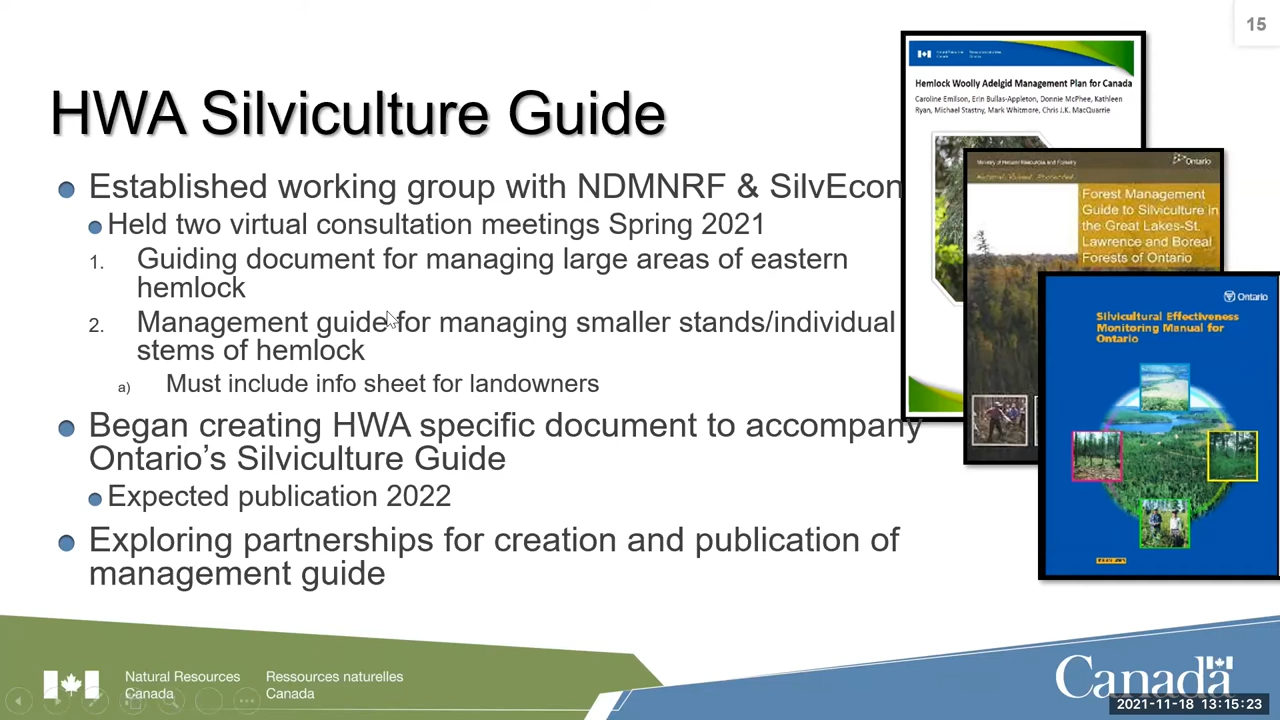 15
HWA Silviculture Guide
Established working group with NDMNRF & SilvEcon
Held two virtual consultation meetings Spring 2021
1. Guiding document for managing large areas of eastern
hemlock
2. Management guide for managing smaller stands/individual
stems of hemlock
a) Must include info sheet for landowners
Began creating HWA specific document to accompany
Ontario's Silviculture Guide
Expected publication 2022
Exploring partnerships for creation and publication of
management guide
Hemlock Woolly Adelgid Management Plan for Canada
Caroline Emilson, Erin Bullas-Appleton, Donnie McPhee, Kathleen
Ryan, Michael Stastny, Mark Whitmore, Chris J.K. MacQuarrie
Ministry of Natural Resources and Forestry
Ontario
Forest Management
Guide to Silviculture in
the Great Lakes-St.
Lawrence and Boreal
Forests of Ontario
Ontario
Silvicultural Effectiveness
Monitoring Manual for
Ontario
Natural Resources
Canada
Ressources naturelles
Canada
Canada
2021-11-18 13:15:23